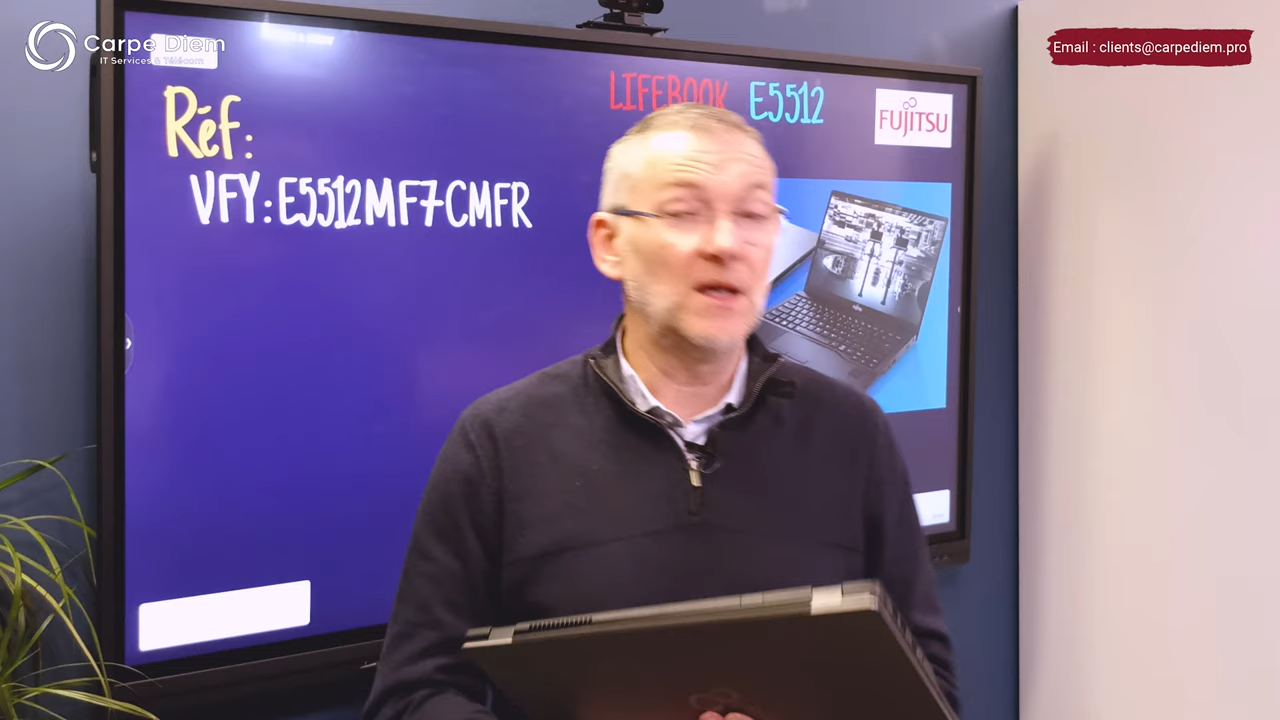 Carpe Diem
IT Services & Télécom
Email : clients@carpediem.pro
LIFEBOOK E5512
FUJITSU
Réf:
VFY:E5512MF7CMFR